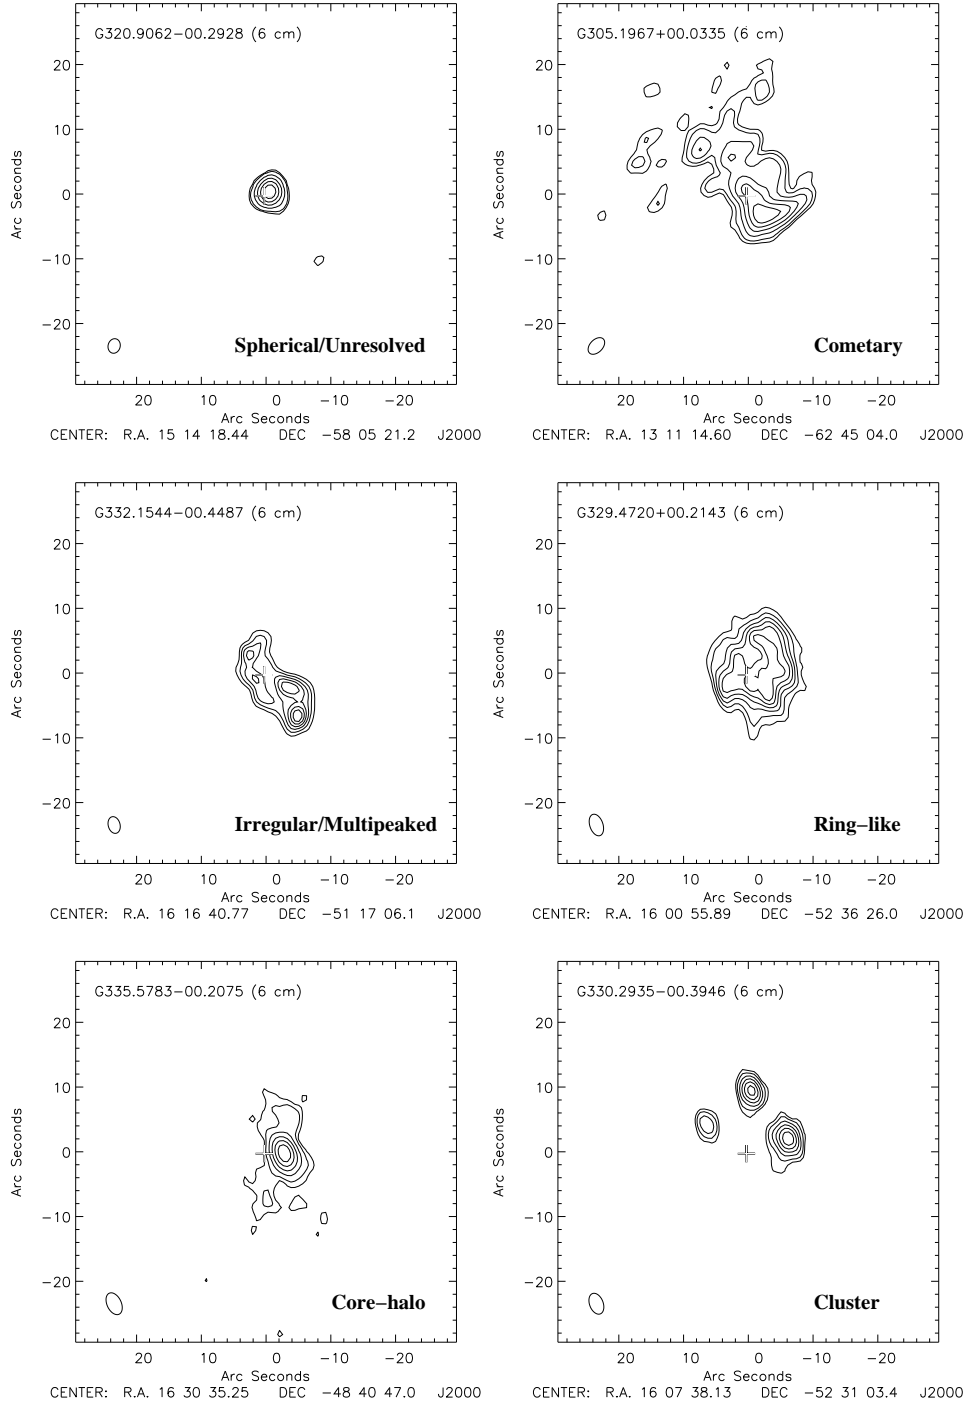 G320.9062−00.2928 (6 cm)
20
10
0
−10
−20
Arc Seconds
Spherical/Unresolved
20 10 0 −10 −20
Arc Seconds
CENTER: R.A. 15 14 18.44 DEC −58 05 21.2 J2000
G305.1967+00.0335 (6 cm)
20
10
0
−10
−20
Arc Seconds
Cometary
20 10 0 −10 −20
Arc Seconds
CENTER: R.A. 13 11 14.60 DEC −62 45 04.0 J2000
G332.1544−00.4487 (6 cm)
20
10
0
−10
−20
Arc Seconds
Irregular/Multipeaked
20 10 0 −10 −20
Arc Seconds
CENTER: R.A. 16 16 40.77 DEC −51 17 06.1 J2000
G329.4720+00.2143 (6 cm)
20
10
0
−10
−20
Arc Seconds
Ring−like
20 10 0 −10 −20
Arc Seconds
CENTER: R.A. 16 00 55.89 DEC −52 36 26.0 J2000
G335.5783−00.2075 (6 cm)
20
10
0
−10
−20
Arc Seconds
Core−halo
20 10 0 −10 −20
Arc Seconds
CENTER: R.A. 16 30 35.25 DEC −48 40 47.0 J2000
G330.2935−00.3946 (6 cm)
20
10
0
−10
−20
Arc Seconds
Cluster
20 10 0 −10 −20
Arc Seconds
CENTER: R.A. 16 07 38.13 DEC −52 31 03.4 J2000